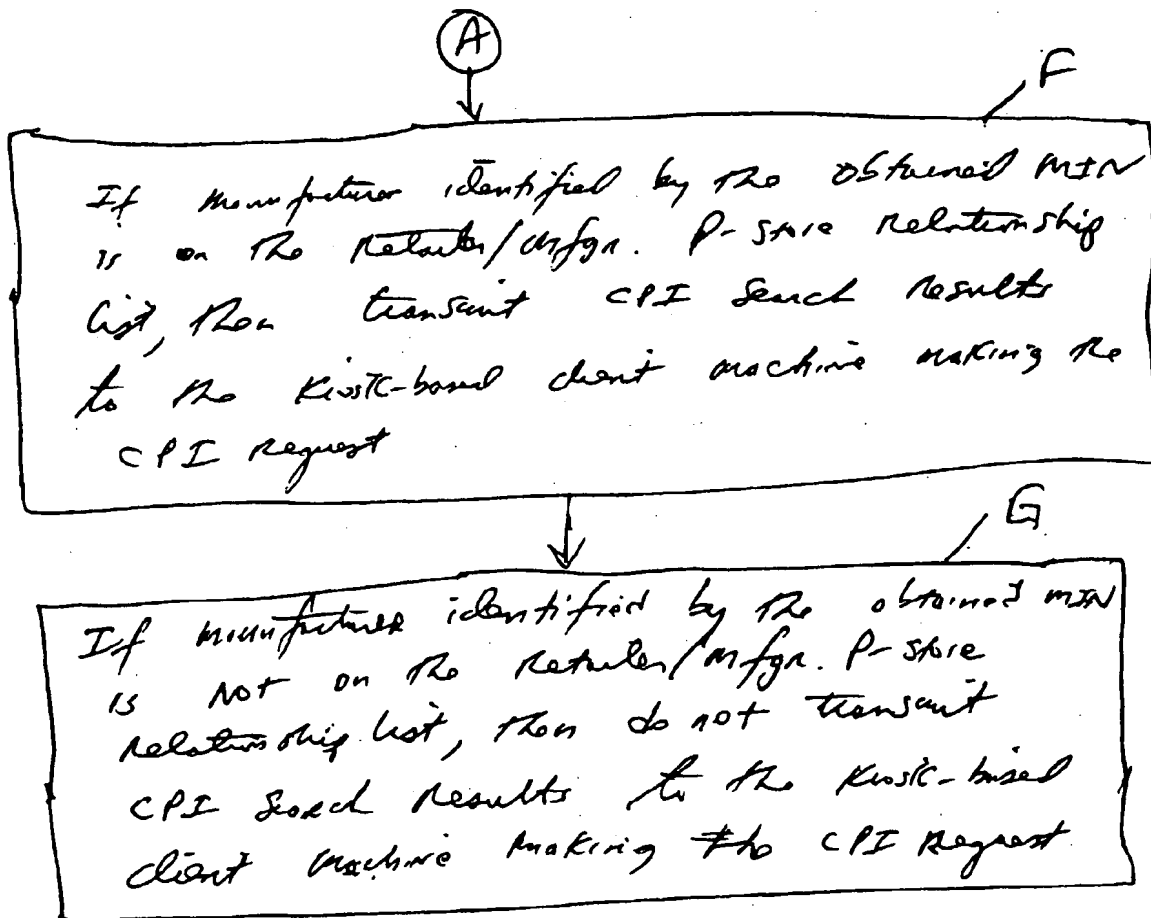 A
F
If manufacturer identified by the obtained MIN
is on the Retailer/Mfgr. P-store Relationship
list, then transmit CPI Search Results
to the Kiosk-based client machine making the
CPI Request
G
If manufacturer identified by the obtained MIN
is Not on the Retailer/Mfgr. P-store
Relationship list, then do not transmit
CPI Search Results to the Kiosk-based
client machine making the CPI Request